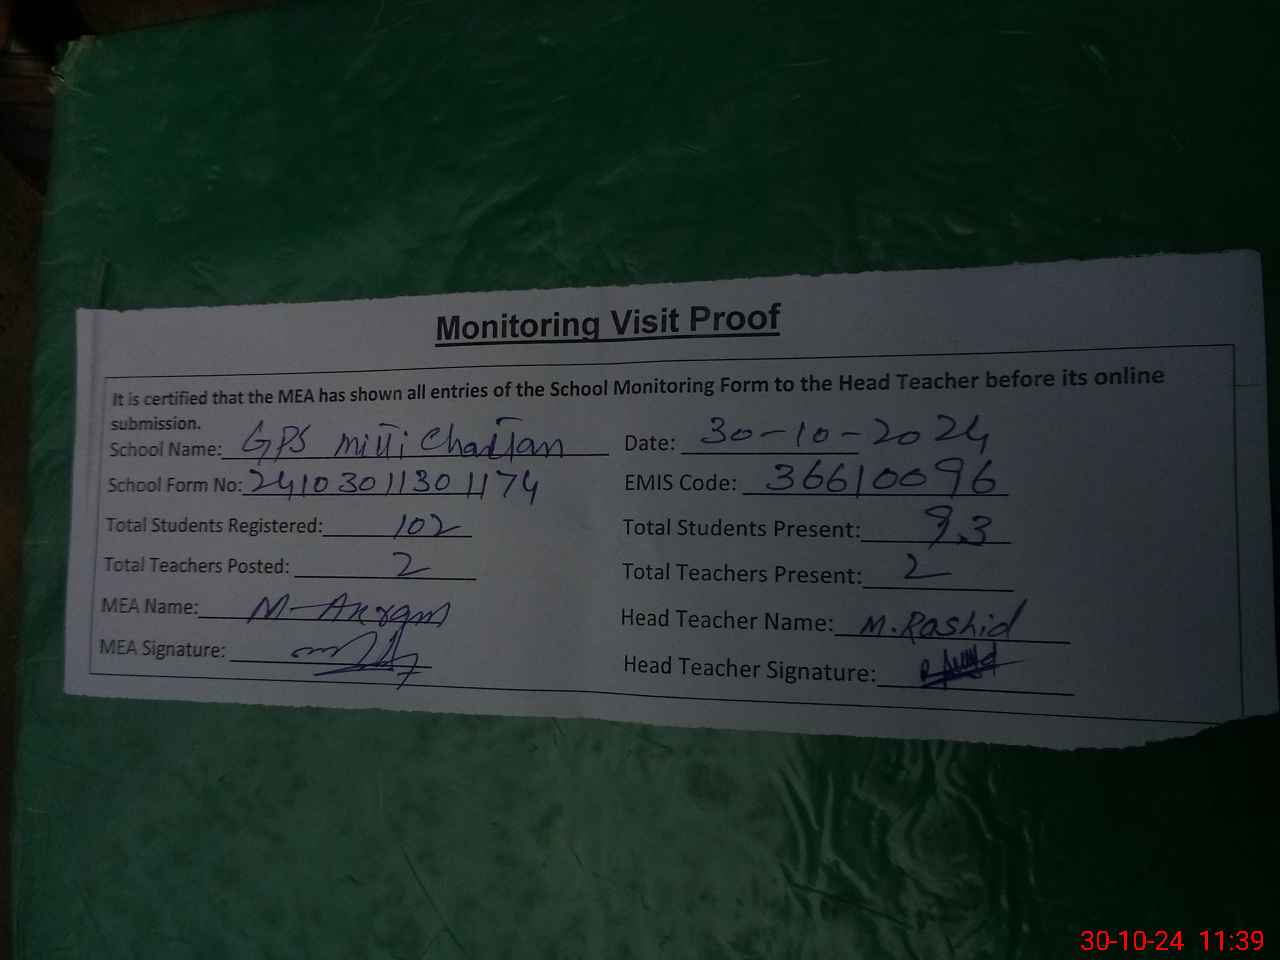 Monitoring Visit Proof
It is certified that the MEA has shown all entries of the School Monitoring Form to the Head Teacher before its online
submission.
School Name: GPS Mitti Chattan Date: 30-10-2024
School Form No: 2410301130 1174 EMIS Code: 36610096
Total Students Registered: 102 Total Students Present: 93
Total Teachers Posted: 2 Total Teachers Present: 2
MEA Name: M-Akram Head Teacher Name: M. Rashid
MEA Signature: Head Teacher Signature:
30-10-24 11:39